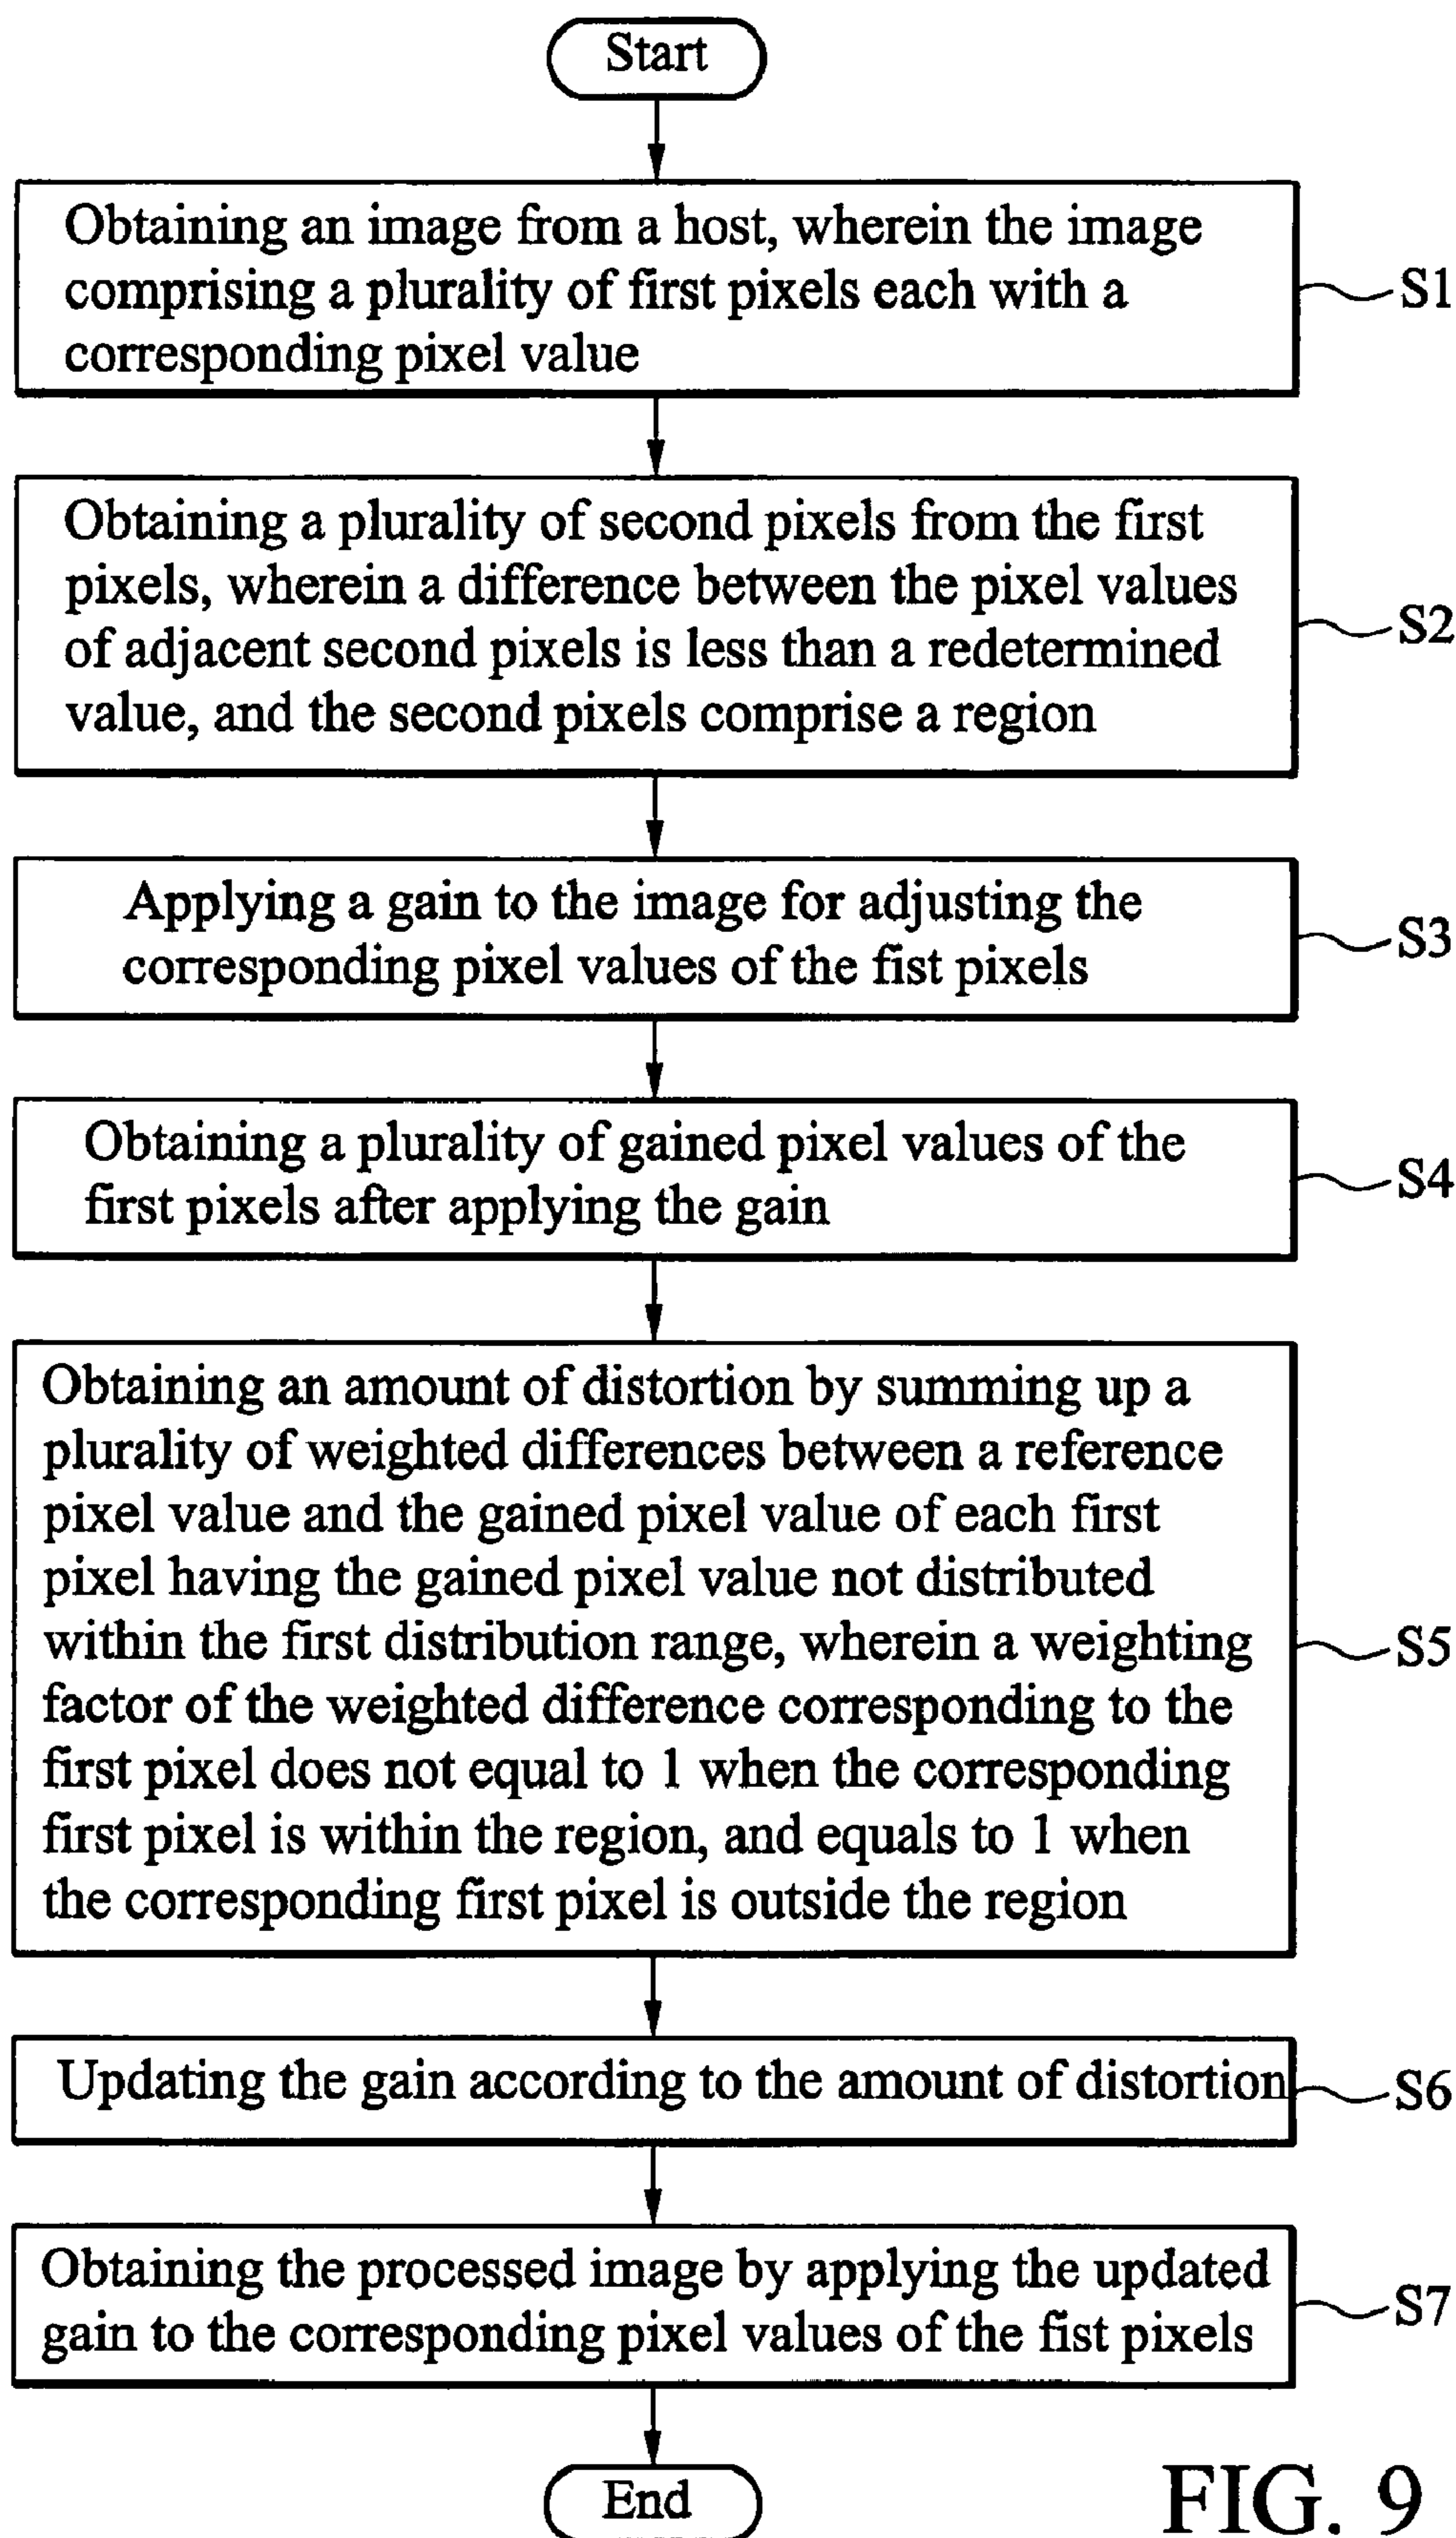 Start
Obtaining an image from a host, wherein the image
comprising a plurality of first pixels each with a
corresponding pixel value
S1
Obtaining a plurality of second pixels from the first
pixels, wherein a difference between the pixel values
of adjacent second pixels is less than a redetermined
value, and the second pixels comprise a region
S2
Applying a gain to the image for adjusting the
corresponding pixel values of the fist pixels
S3
Obtaining a plurality of gained pixel values of the
first pixels after applying the gain
S4
Obtaining an amount of distortion by summing up a
plurality of weighted differences between a reference
pixel value and the gained pixel value of each first
pixel having the gained pixel value not distributed
within the first distribution range, wherein a weighting
factor of the weighted difference corresponding to the
first pixel does not equal to 1 when the corresponding
first pixel is within the region, and equals to 1 when
the corresponding first pixel is outside the region
S5
Updating the gain according to the amount of distortion
S6
Obtaining the processed image by applying the updated
gain to the corresponding pixel values of the fist pixels
S7
End
FIG. 9